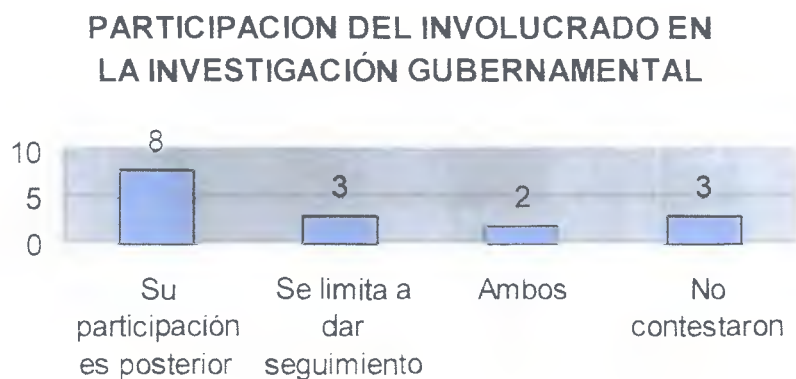 PARTICIPACION DEL INVOLUCRADO EN
LA INVESTIGACIÓN GUBERNAMENTAL
10
5
0
8
3
2
3
Su
participación
es posterior
Se limita a
dar
seguimiento
Ambos
No
contestaron